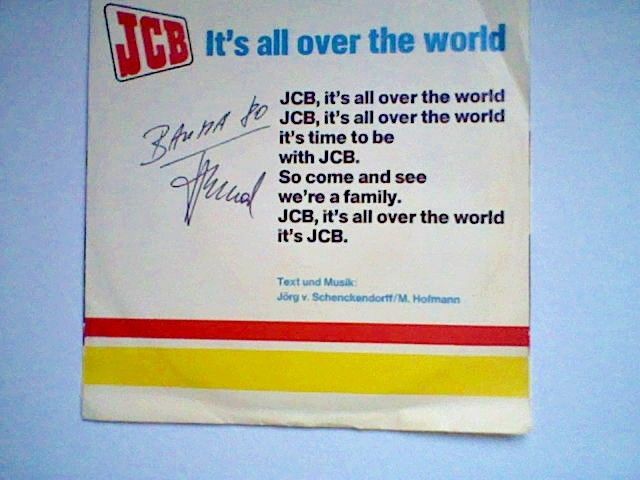 JCB
It's all over the world
JCB, it's all over the world
JCB, it's all over the world
it's time to be
with JCB.
So come and see
we're a family.
JCB, it's all over the world
it's JCB.
BAUMA 80
Text und Musik:
Jörg v. Schenckendorff/M. Hofmann